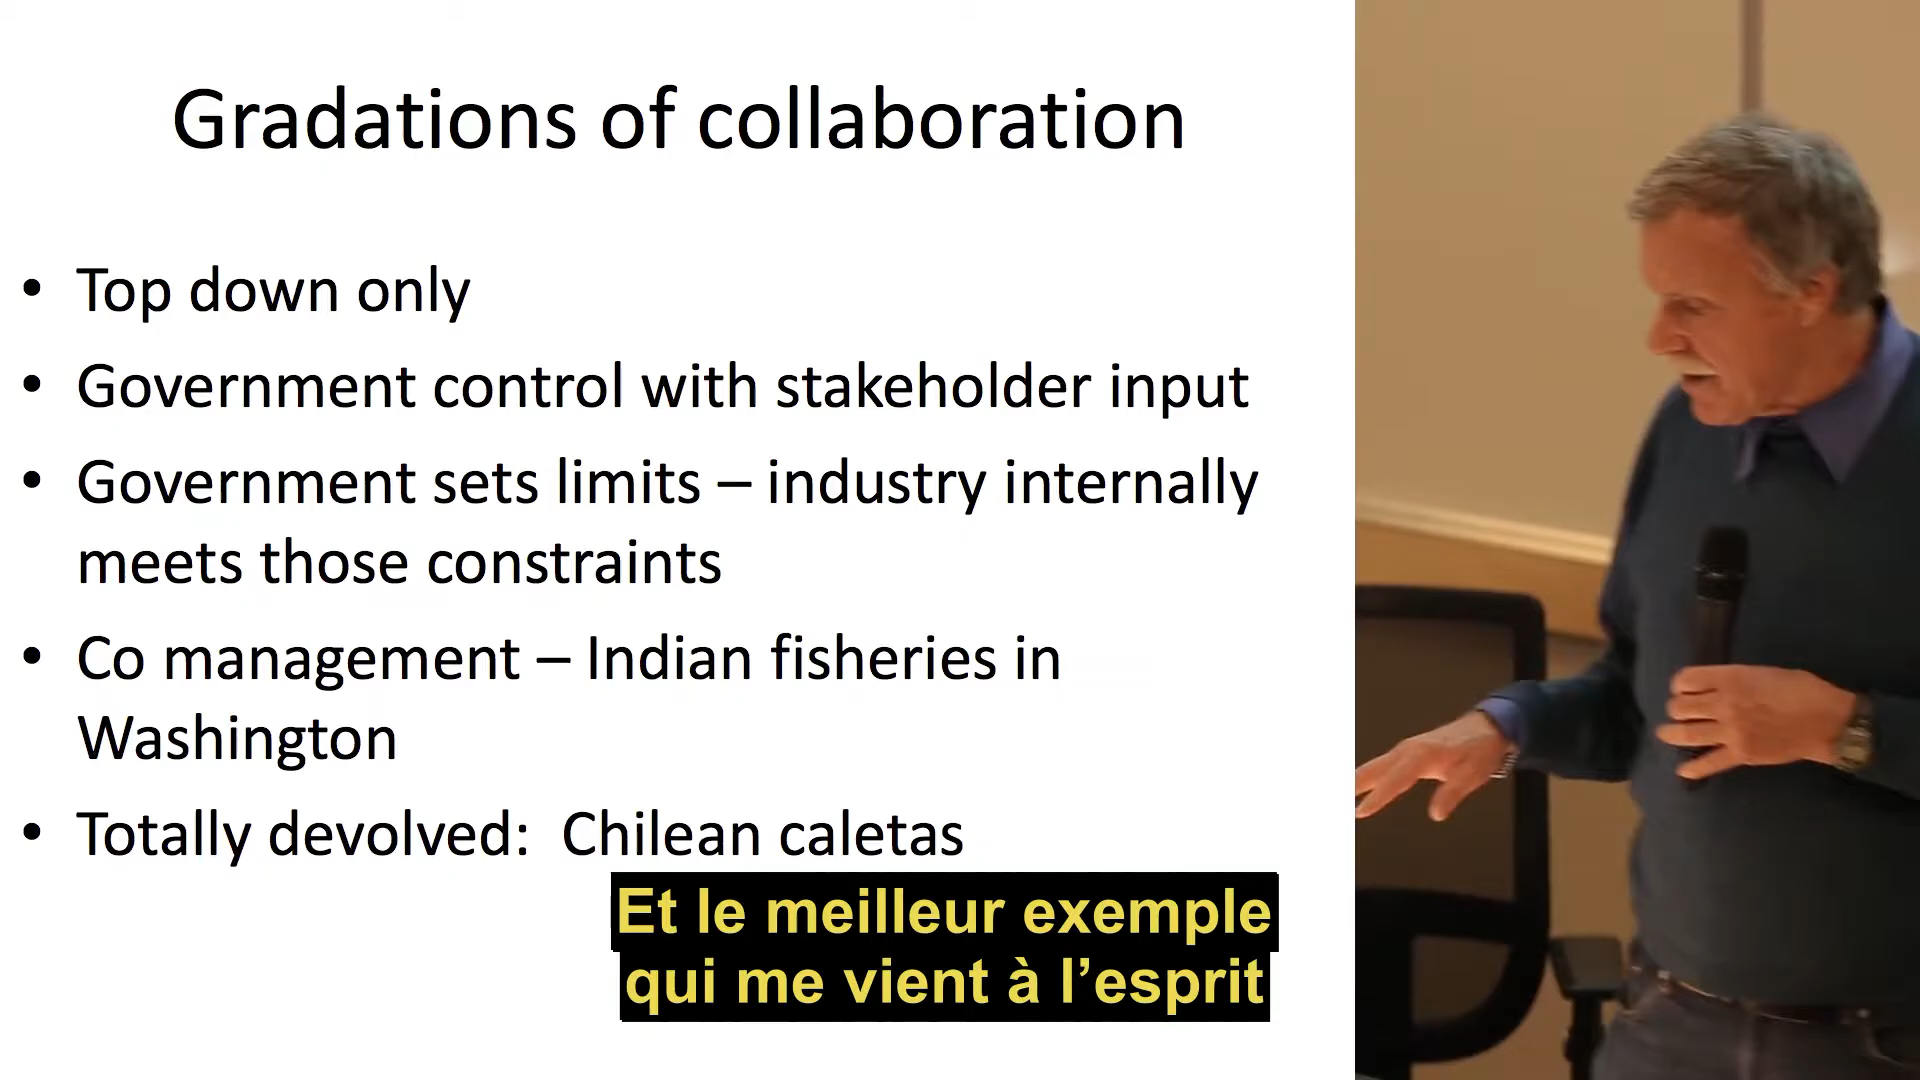 Gradations of collaboration
• Top down only
• Government control with stakeholder input
• Government sets limits – industry internally
meets those constraints
• Co management – Indian fisheries in
Washington
• Totally devolved:  Chilean caletas
Et le meilleur exemple
qui me vient à l’esprit